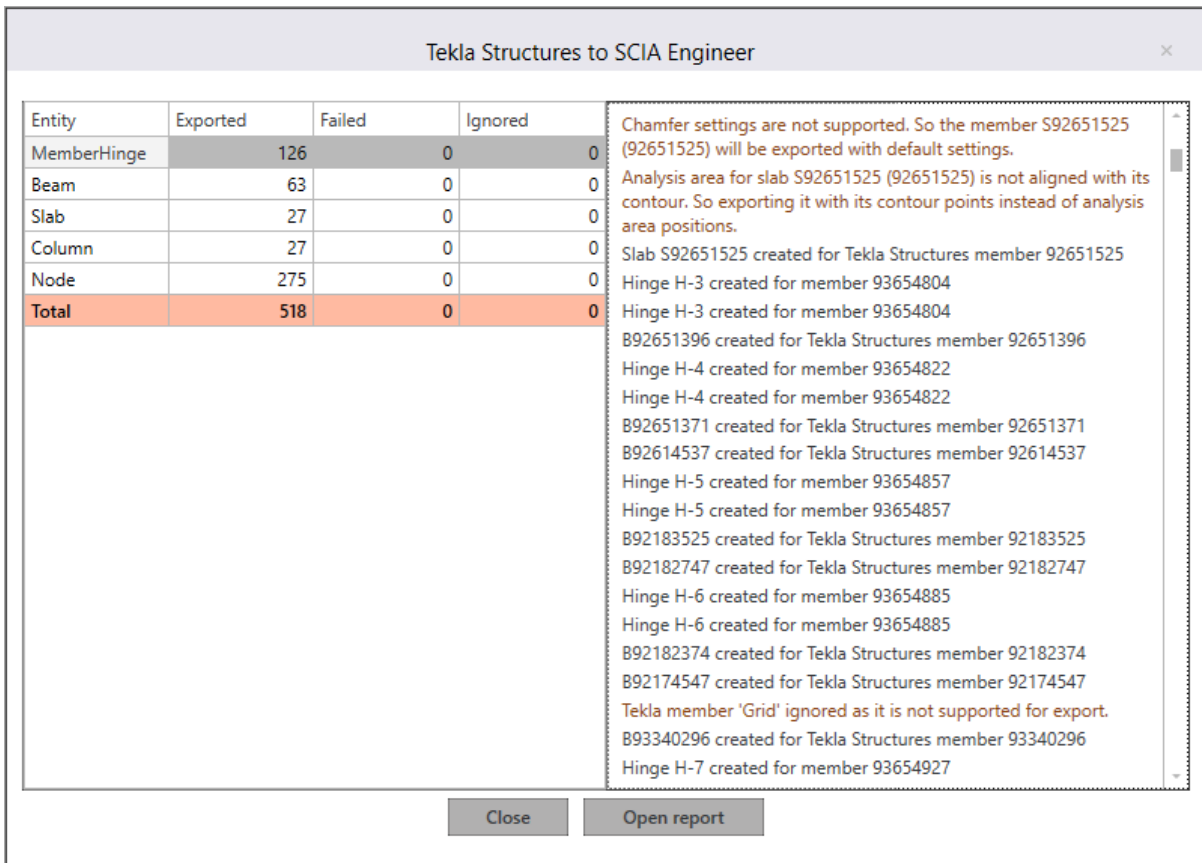 Tekla Structures to SCIA Engineer
Entity Exported Failed Ignored
MemberHinge 126 0 0
Beam 63 0 0
Slab 27 0 0
Column 27 0 0
Node 275 0 0
Total 518 0 0
Chamfer settings are not supported. So the member S92651525
(92651525) will be exported with default settings.
Analysis area for slab S92651525 (92651525) is not aligned with its
contour. So exporting it with its contour points instead of analysis
area positions.
Slab S92651525 created for Tekla Structures member 92651525
Hinge H-3 created for member 93654804
Hinge H-3 created for member 93654804
B92651396 created for Tekla Structures member 92651396
Hinge H-4 created for member 93654822
Hinge H-4 created for member 93654822
B92651371 created for Tekla Structures member 92651371
B92614537 created for Tekla Structures member 92614537
Hinge H-5 created for member 93654857
Hinge H-5 created for member 93654857
B92183525 created for Tekla Structures member 92183525
B92182747 created for Tekla Structures member 92182747
Hinge H-6 created for member 93654885
Hinge H-6 created for member 93654885
B92182374 created for Tekla Structures member 92182374
B92174547 created for Tekla Structures member 92174547
Tekla member 'Grid' ignored as it is not supported for export.
B93340296 created for Tekla Structures member 93340296
Hinge H-7 created for member 93654927
Close
Open report